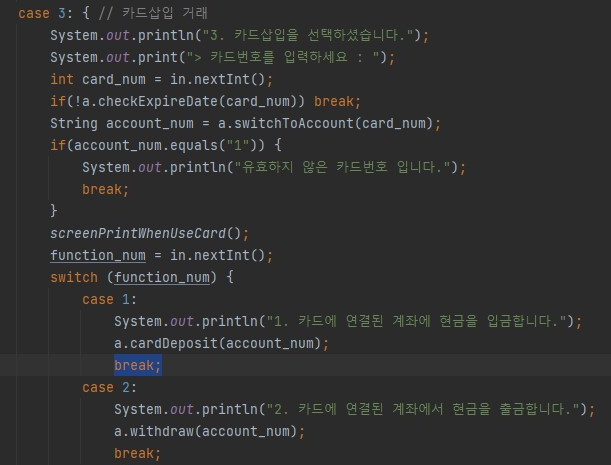 case 3: { // 카드삽입 거래
System.out.println("3. 카드삽입을 선택하셨습니다.");
System.out.print("> 카드번호를 입력하세요 : ");
int card_num = in.nextInt();
if(!a.checkExpireDate(card_num)) break;
String account_num = a.switchToAccount(card_num);
if(account_num.equals("1")) {
System.out.println("유효하지 않은 카드번호 입니다.");
break;
}
screenPrintWhenUseCard();
function_num = in.nextInt();
switch (function_num) {
case 1:
System.out.println("1. 카드에 연결된 계좌에 현금을 입금합니다.");
a.cardDeposit(account_num);
break;
case 2:
System.out.println("2. 카드에 연결된 계좌에서 현금을 출금합니다.");
a.withdraw(account_num);
break;